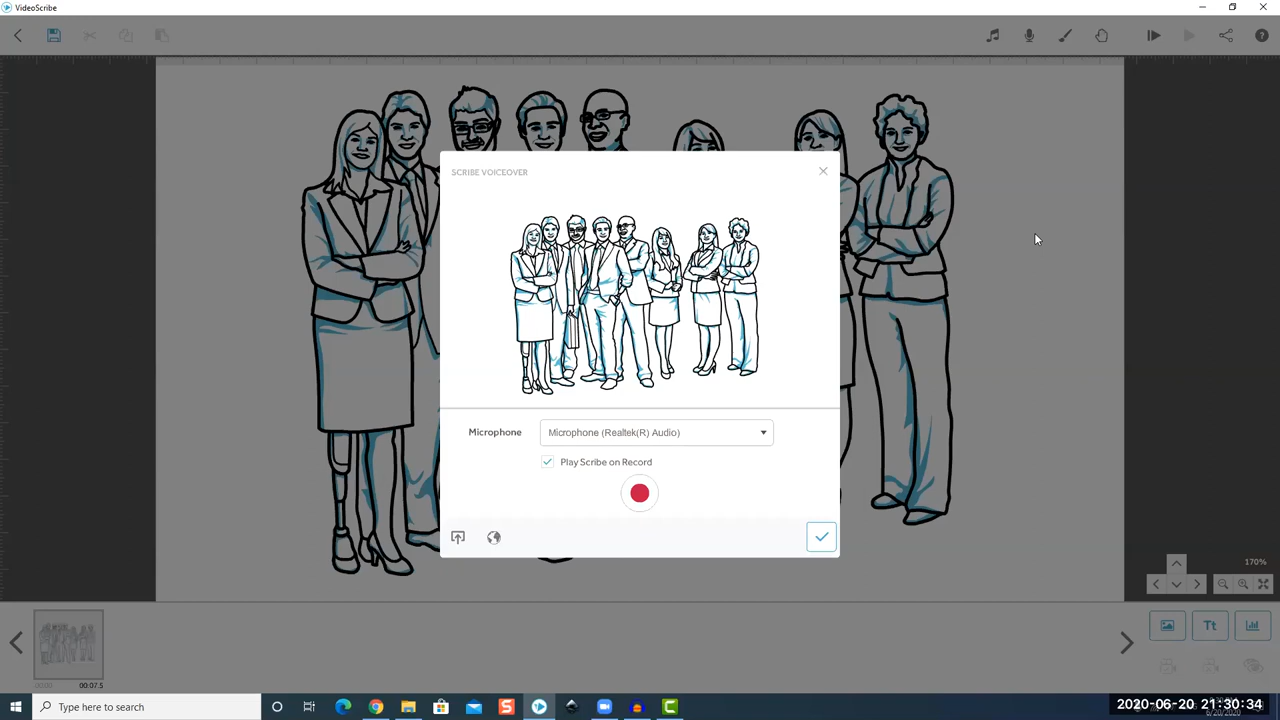 VideoScribe
SCRIBE VOICEOVER
Microphone
Microphone (Realtek(R) Audio)
Play Scribe on Record
170%
Tt
00:07.5
Type here to search
2020-06-20 21:30:34